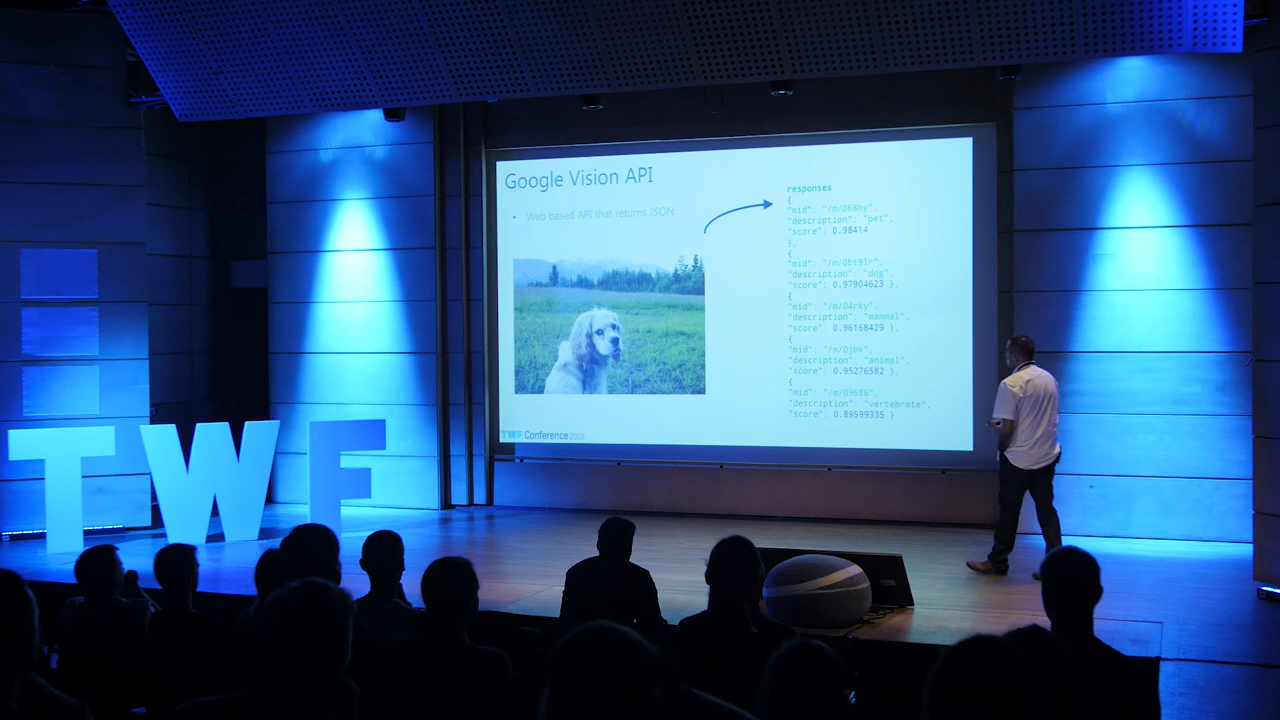 Google Vision API
• Web based API that returns JSON:
responses
{
"mid": "/m/068hy",
"description": "pet",
"score": 0.98414
},
{
"mid": "/m/0bt9lr",
"description": "dog",
"score": 0.97904623 },
{
"mid": "/m/04rky",
"description": "mammal",
"score": 0.96168429 },
{
"mid": "/m/0jbk",
"description": "animal",
"score": 0.95276582 },
{
"mid": "/m/09686",
"description": "vertebrate",
"score": 0.89599335 }
TWF Conference
TWF